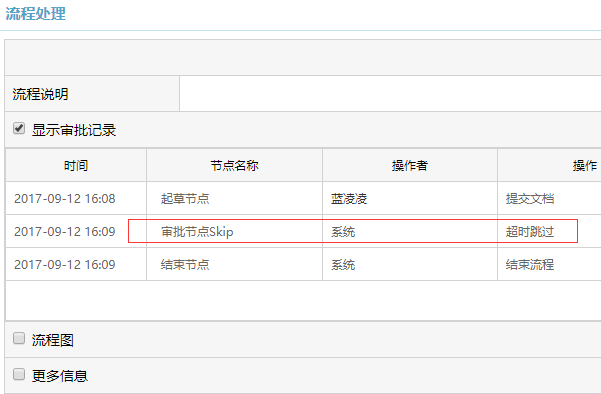 流程处理
流程说明
显示审批记录
时间 节点名称 操作者 操作
2017-09-12 16:08 起草节点 蓝凌凌 提交文档
2017-09-12 16:09 审批节点Skip 系统 超时跳过
2017-09-12 16:09 结束节点 系统 结束流程
流程图
更多信息